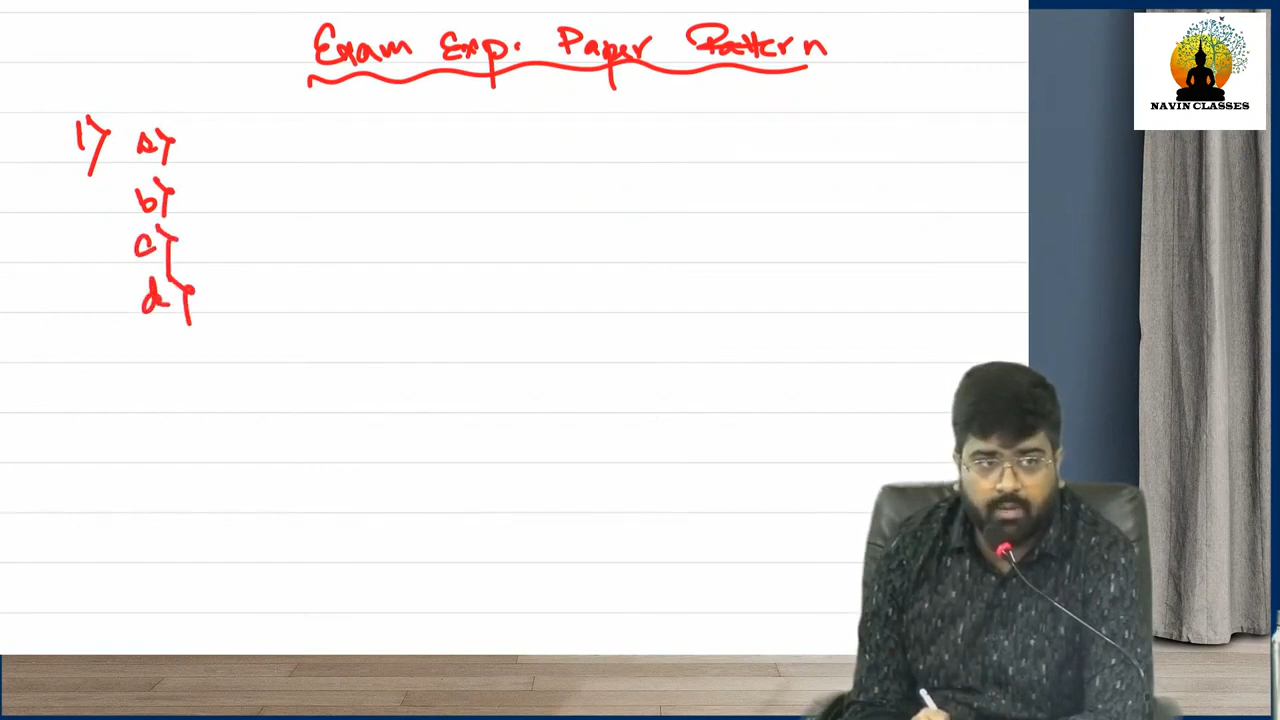 Exam Exp. Paper Pattern
NAVIN CLASSES
1) a)
b)
c)
d)